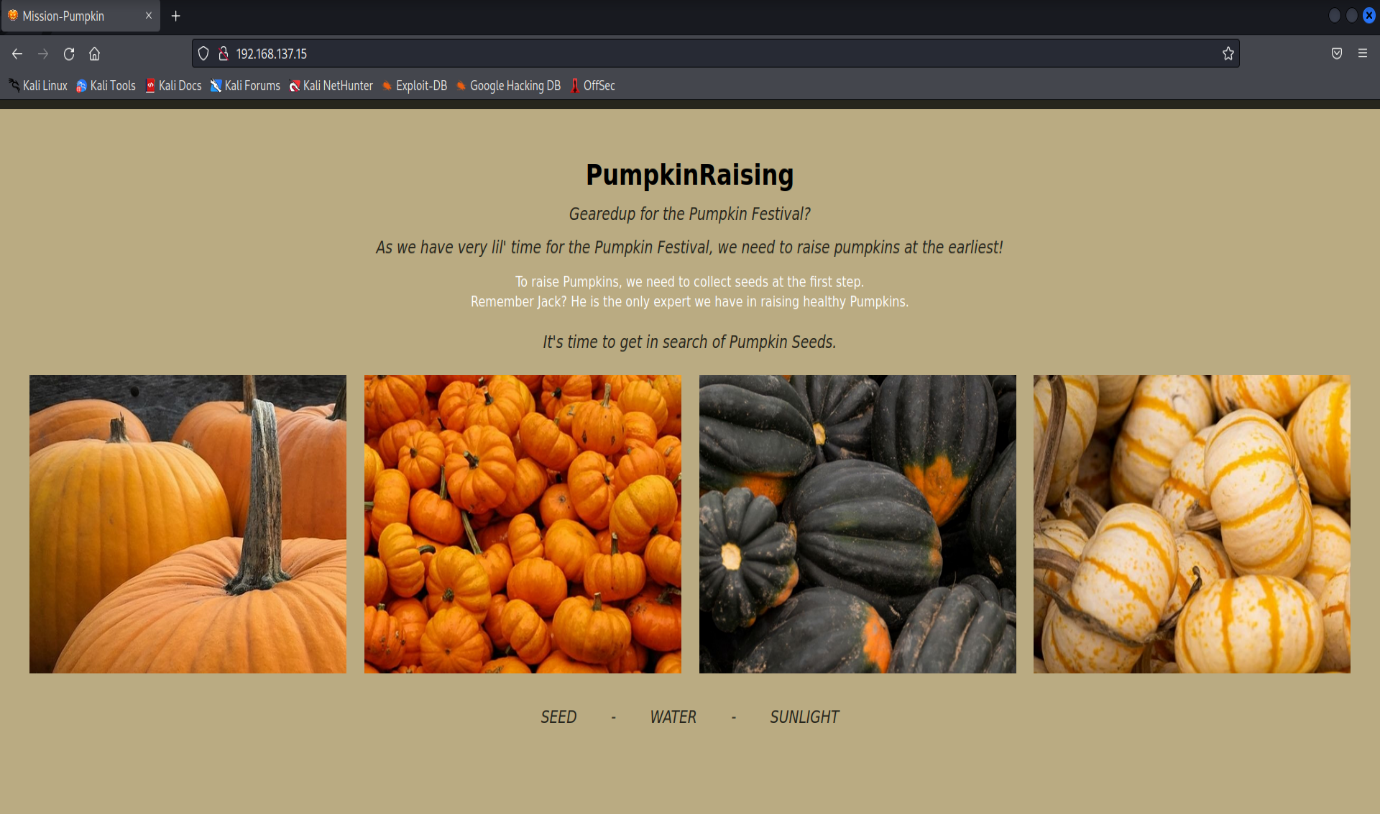 Mission-Pumpkin
192.168.137.15
Kali Linux Kali Tools Kali Docs Kali Forums Kali NetHunter Exploit-DB Google Hacking DB OffSec
PumpkinRaising
Gearedup for the Pumpkin Festival?
As we have very lil' time for the Pumpkin Festival, we need to raise pumpkins at the earliest!
To raise Pumpkins, we need to collect seeds at the first step.
Remember Jack? He is the only expert we have in raising healthy Pumpkins.
It's time to get in search of Pumpkin Seeds.
SEED - WATER - SUNLIGHT